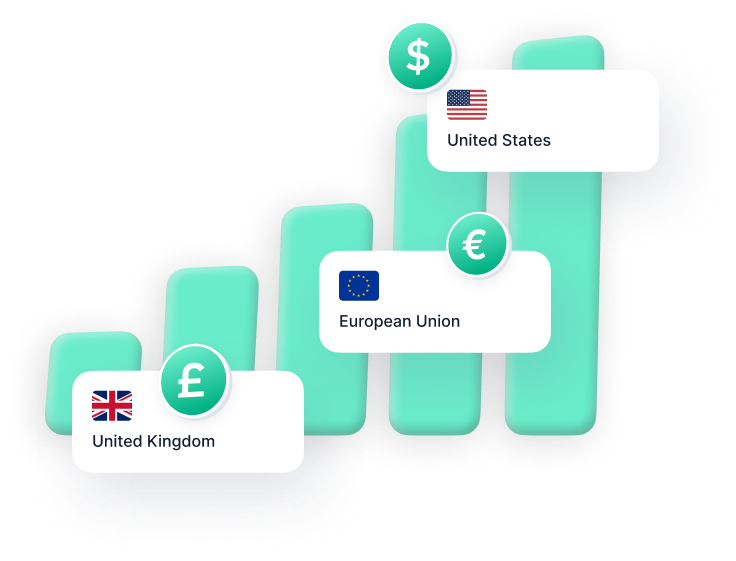 $
United States
€
European Union
£
United Kingdom